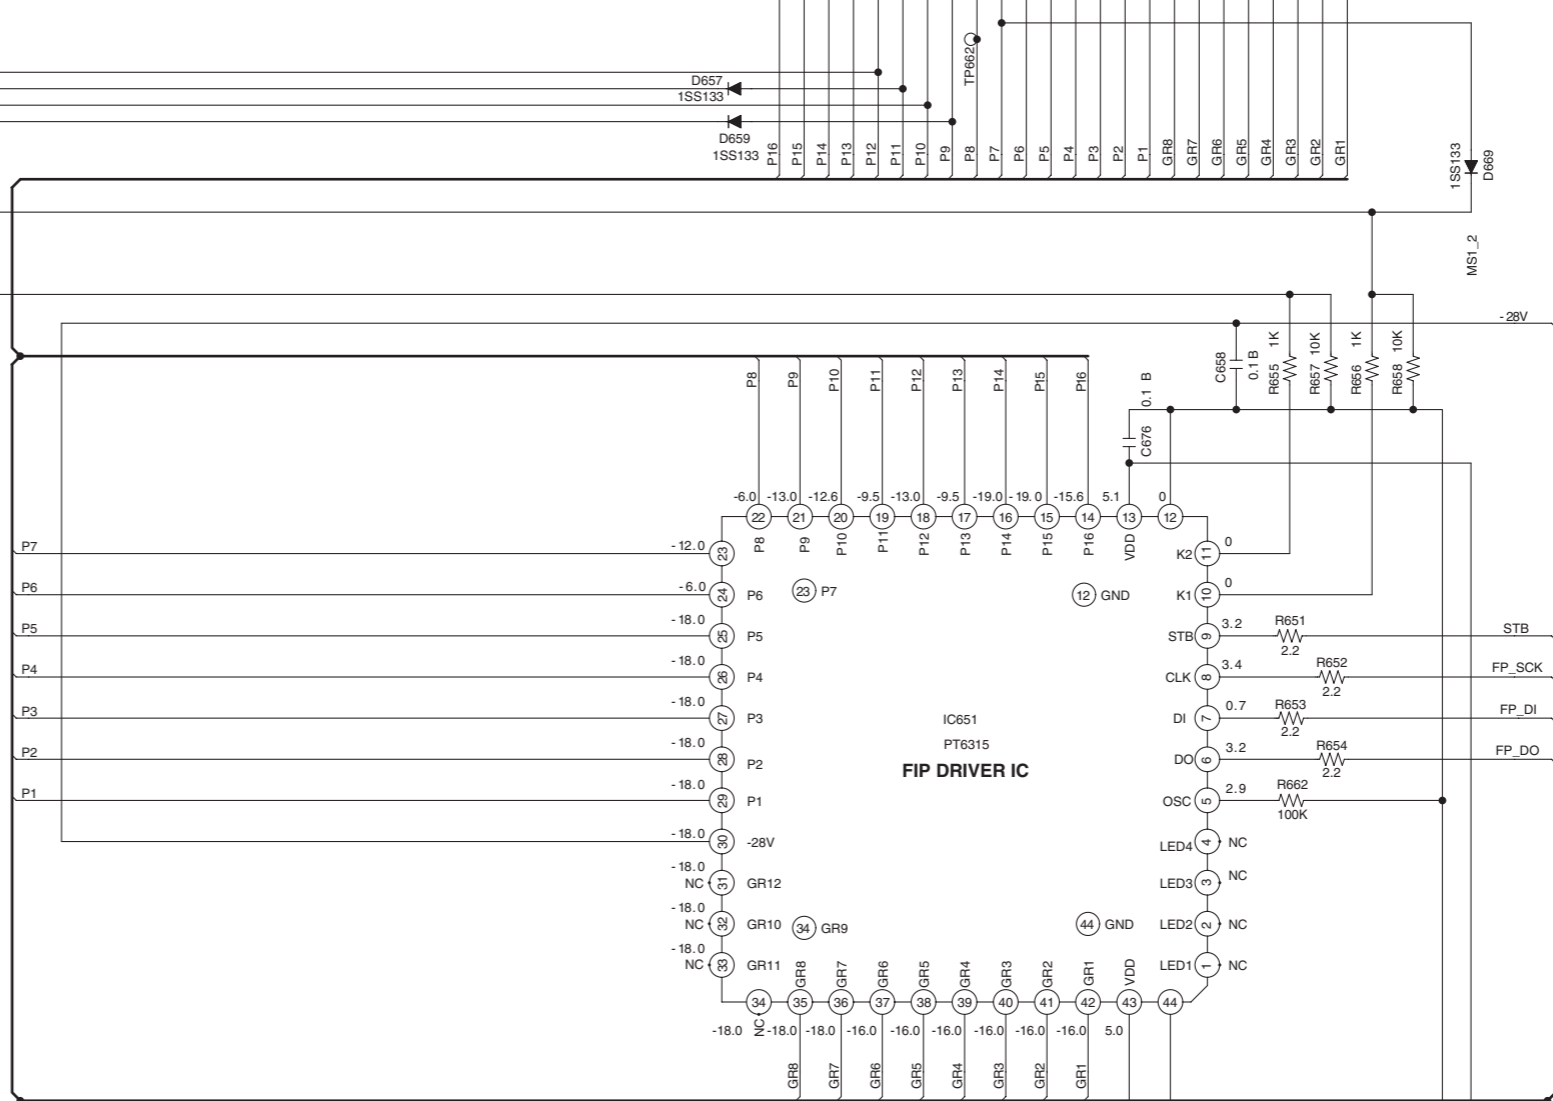 TP662
D657
1SS133
D659
1SS133
P16
P15
P14
P13
P12
P11
P10
P9
P8
P7
P6
P5
P4
P3
P2
P1
GR8
GR7
GR6
GR5
GR4
GR3
GR2
GR1
1SS133
D669
MS1_2
-28V
C658
0.1 B
R655 1K
R657 10K
R656 1K
R658 10K
P8
P9
P10
P11
P12
P13
P14
P15
P16
0.1 B
C676
-6.0
-13.0
-12.6
-9.5
-13.0
-9.5
-19.0
-19.0
-15.6
5.1
0
22
21
20
19
18
17
16
15
14
13
12
P8
P9
P10
P11
P12
P13
P14
P15
P16
VDD
P7
-12.0
23
K2
11
0
P6
-6.0
24
P6
23 P7
12 GND
K1
10
0
P5
-18.0
25
P5
STB
9
3.2
R651
2.2
STB
P4
-18.0
26
P4
CLK
8
3.4
R652
2.2
FP_SCK
P3
-18.0
27
P3
DI
7
0.7
R653
2.2
FP_DI
P2
-18.0
28
P2
DO
6
3.2
R654
2.2
FP_DO
IC651
PT6315
FIP DRIVER IC
P1
-18.0
29
P1
OSC
5
2.9
R662
100K
-18.0
30
-28V
LED4
4
NC
-18.0
NC
31
GR12
LED3
3
NC
-18.0
NC
32
GR10
34 GR9
44 GND
LED2
2
NC
-18.0
NC
33
GR11
LED1
1
NC
GR8
GR7
GR6
GR5
GR4
GR3
GR2
GR1
VDD
34
35
36
37
38
39
40
41
42
43
44
-18.0
NC
-18.0
-18.0
-16.0
-16.0
-16.0
-16.0
-16.0
-16.0
5.0
GR8
GR7
GR6
GR5
GR4
GR3
GR2
GR1